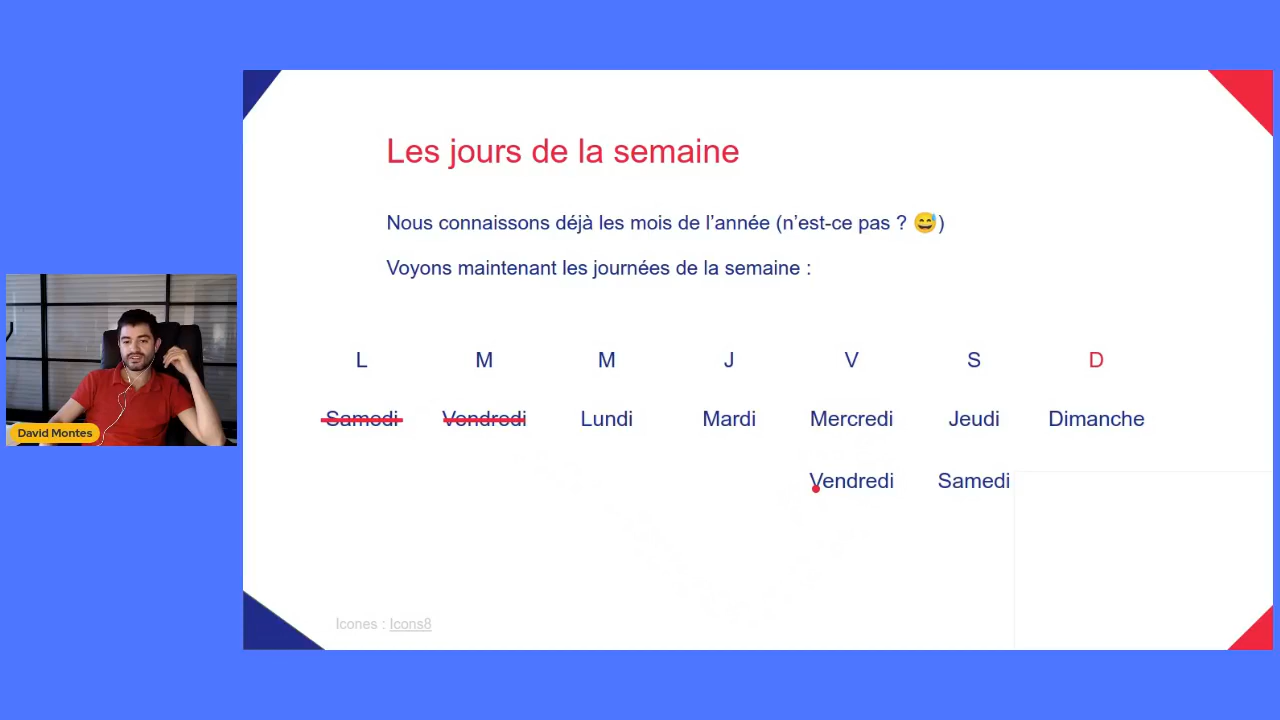 Les jours de la semaine
Nous connaissons déjà les mois de l’année (n’est-ce pas ? 😅)
Voyons maintenant les journées de la semaine :
L M M J V S D
Samedi Vendredi Lundi Mardi Mercredi Jeudi Dimanche
Vendredi Samedi
David Montes
Icones : Icons8